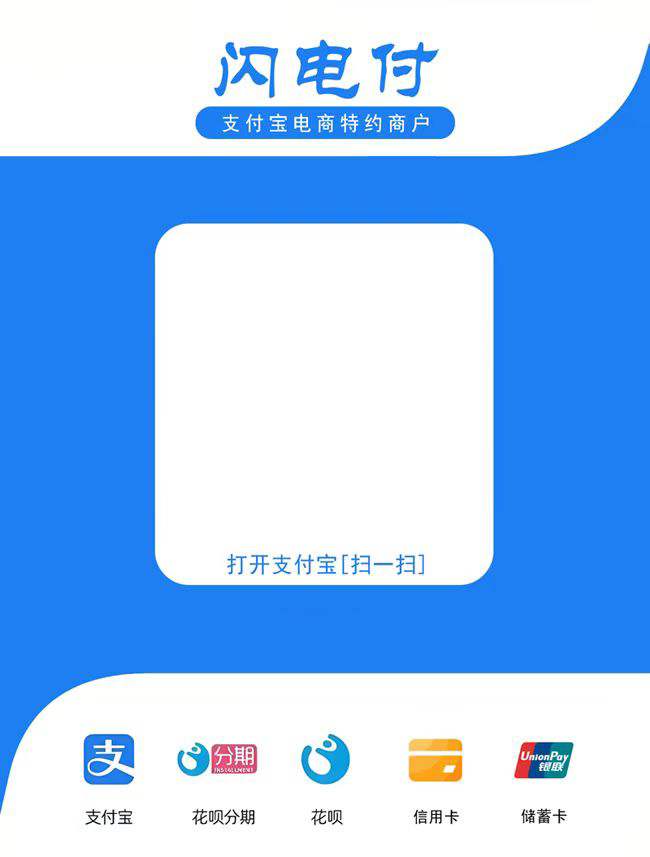 闪电付
支付宝电商特约商户
打开支付宝[扫一扫]
支
分期
INSTALLMENT
UnionPay
银联
支付宝
花呗分期
花呗
信用卡
储蓄卡